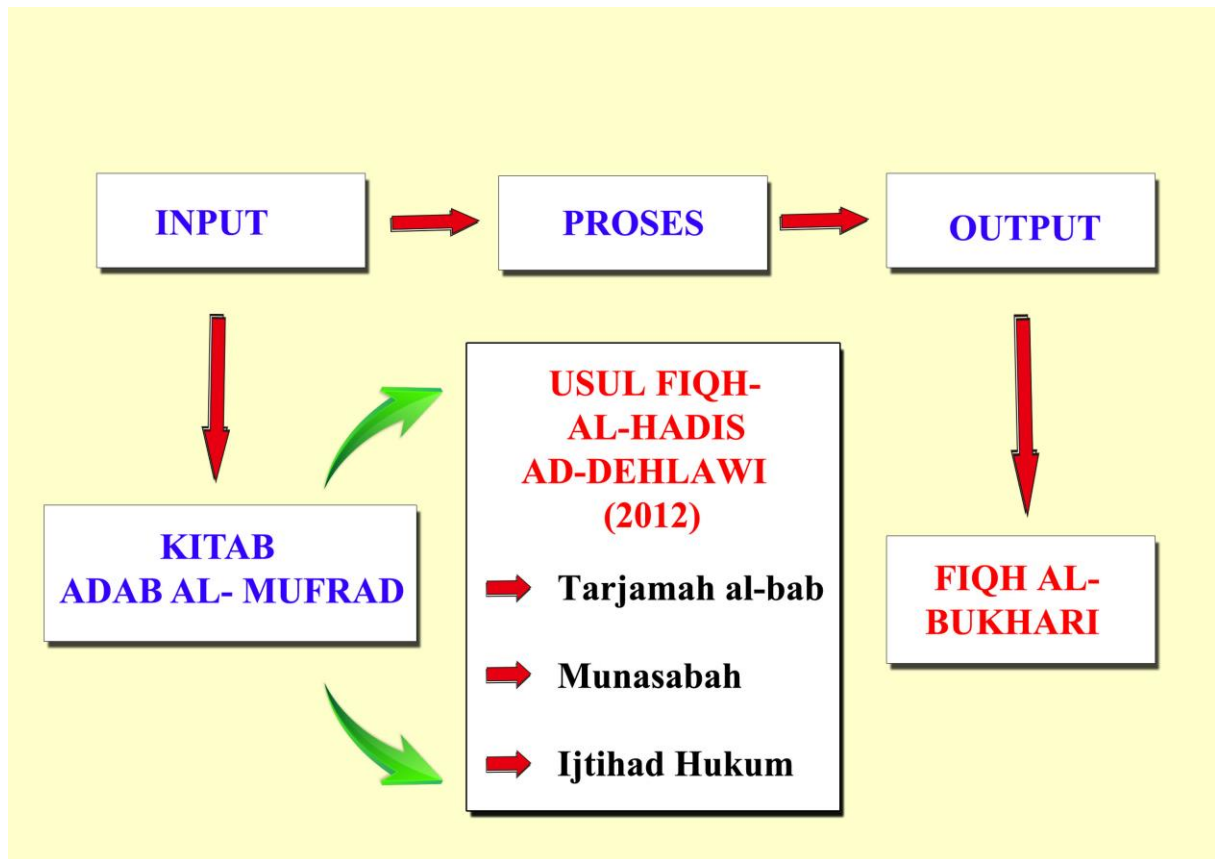 INPUT
PROSES
OUTPUT
KITAB
ADAB AL- MUFRAD
USUL FIQH-
AL-HADIS
AD-DEHLAWI
(2012)
Tarjamah al-bab
Munasabah
Ijtihad Hukum
FIQH AL-
BUKHARI